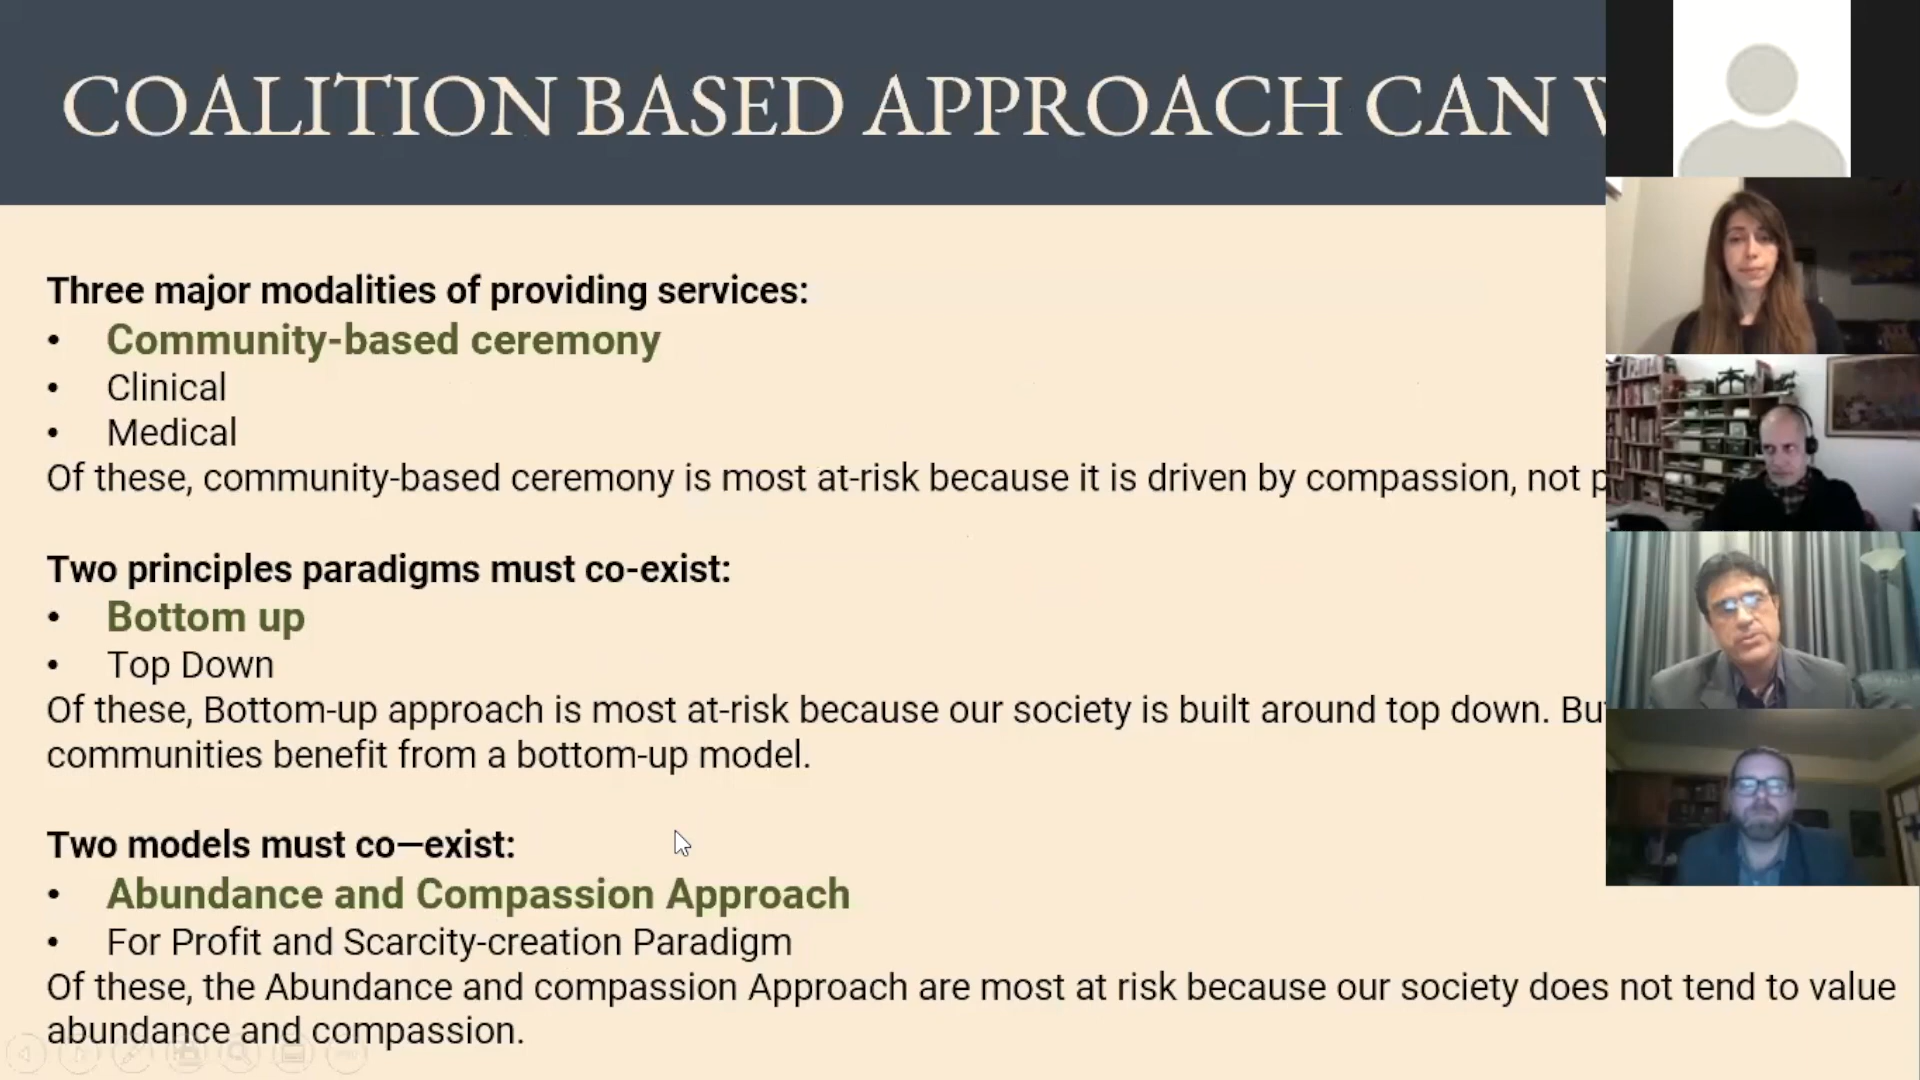 COALITION BASED APPROACH CAN
Three major modalities of providing services:
• Community-based ceremony
• Clinical
• Medical
Of these, community-based ceremony is most at-risk because it is driven by compassion, not
Two principles paradigms must co-exist:
• Bottom up
• Top Down
Of these, Bottom-up approach is most at-risk because our society is built around top down.
communities benefit from a bottom-up model.
Two models must co—exist:
• Abundance and Compassion Approach
• For Profit and Scarcity-creation Paradigm
Of these, the Abundance and compassion Approach are most at risk because our society does not tend to value
abundance and compassion.